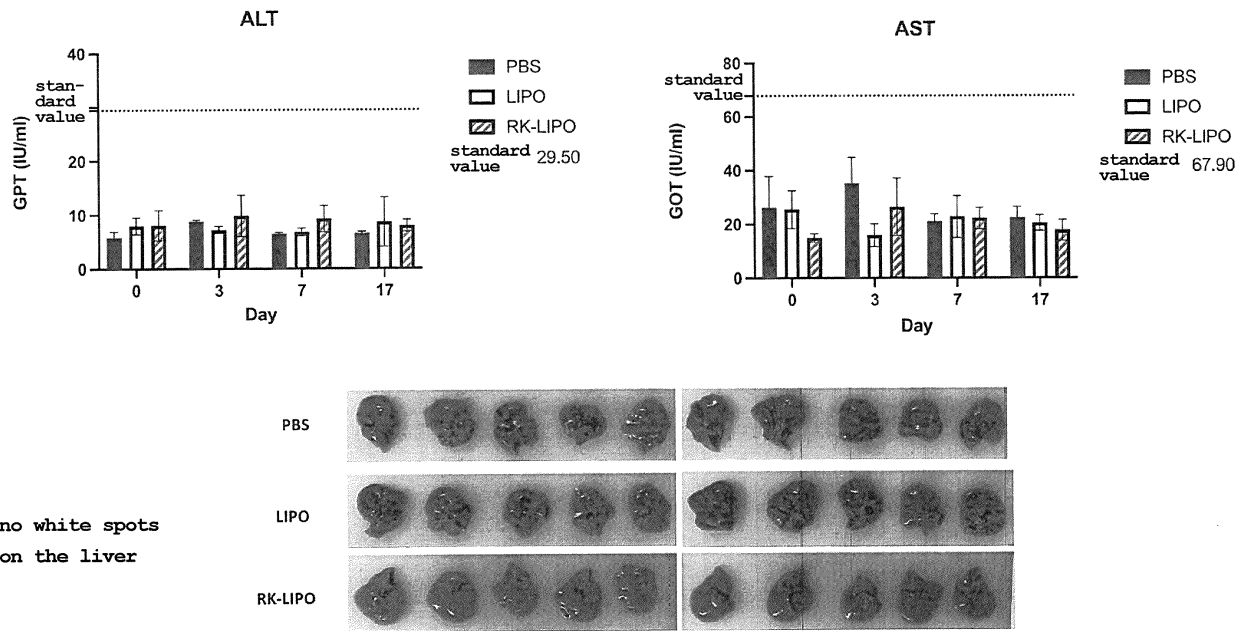 ALT
40
stan-
dard
value
20
10
0
GPT (IU/ml)
0 3 7 17
Day
PBS
LIPO
RK-LIPO
standard
value 29.50
AST
80
standard
value
60
40
20
0
GOT (IU/ml)
0 3 7 17
Day
PBS
LIPO
RK-LIPO
standard
value 67.90
PBS
LIPO
RK-LIPO
no white spots
on the liver